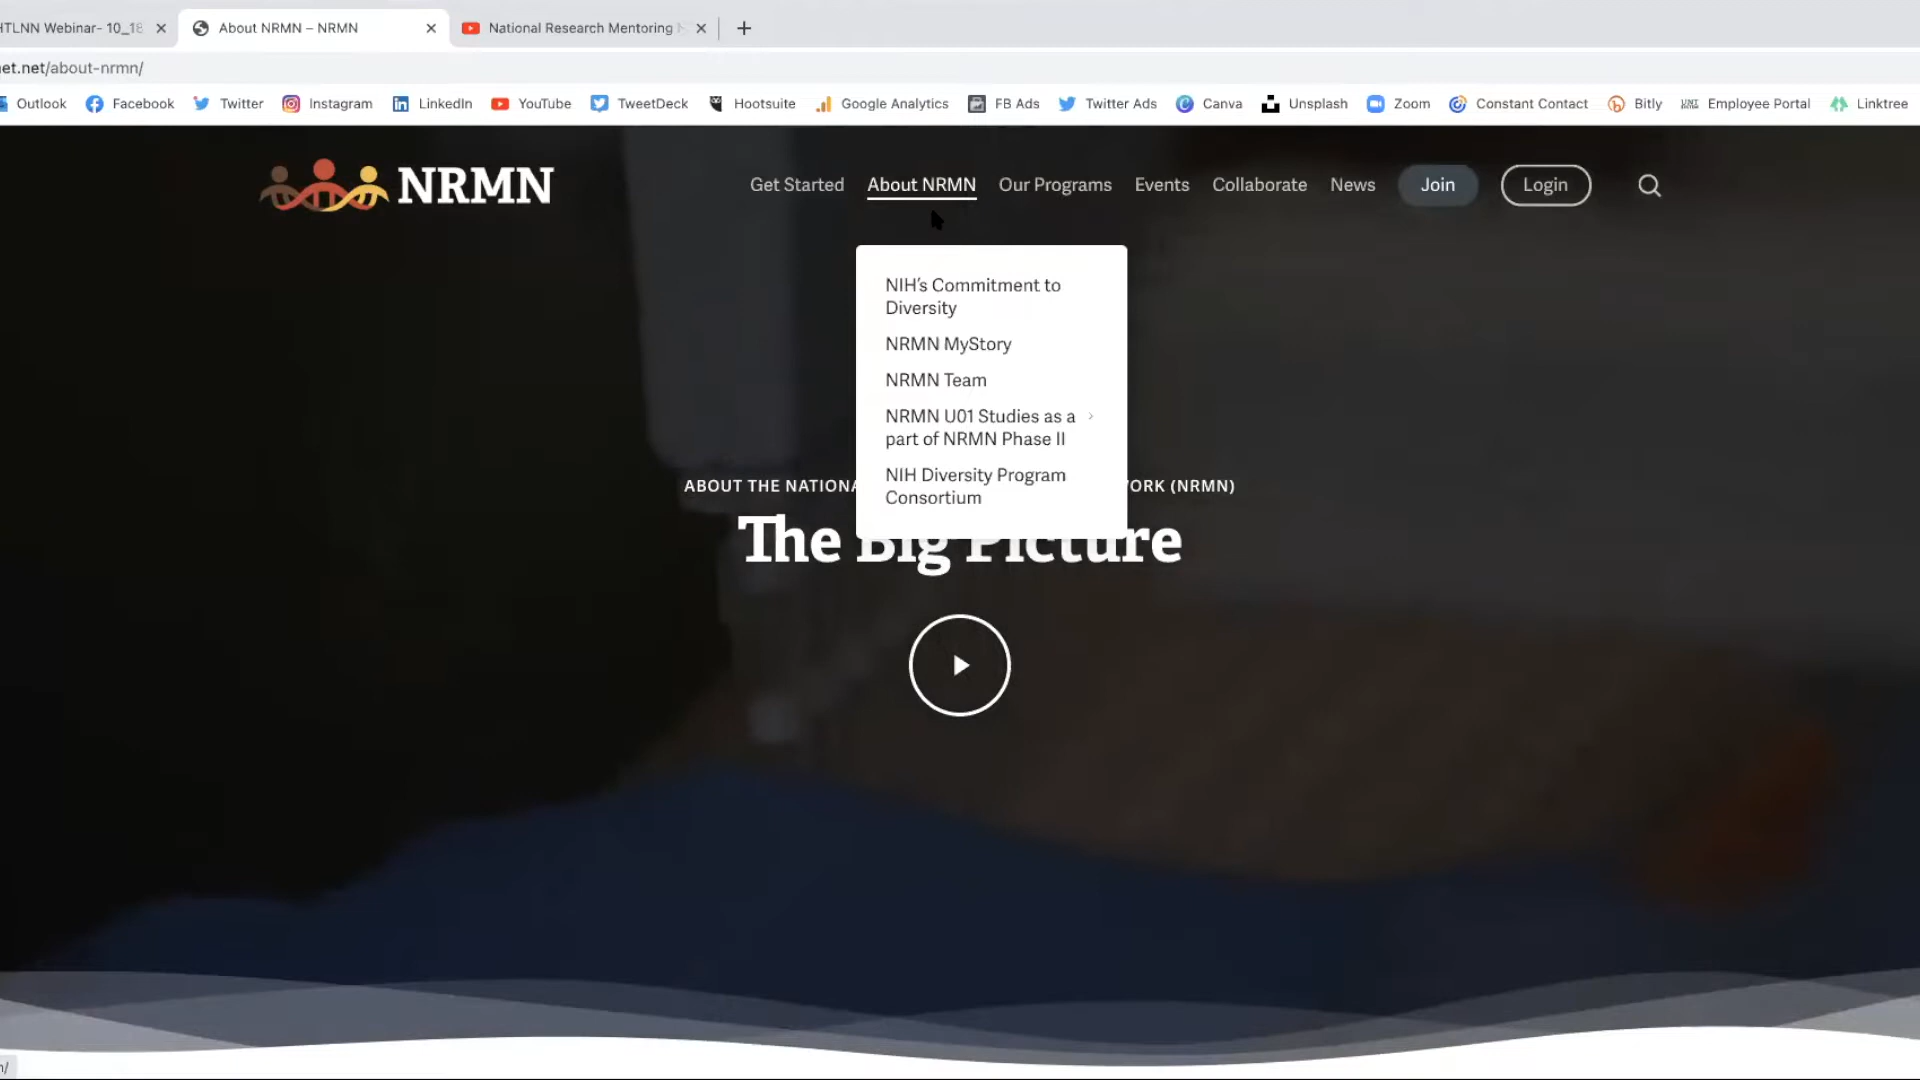 HTLNN Webinar- 10_18
About NRMN – NRMN
National Research Mentoring
et.net/about-nrmn/
Outlook Facebook Twitter Instagram LinkedIn YouTube TweetDeck Hootsuite Google Analytics FB Ads Twitter Ads Canva Unsplash Zoom Constant Contact Bitly Employee Portal Linktree
NRMN
Get Started About NRMN Our Programs Events Collaborate News Join Login
NIH's Commitment to
Diversity
NRMN MyStory
NRMN Team
NRMN U01 Studies as a
part of NRMN Phase II
NIH Diversity Program
Consortium
ABOUT THE NATIONA ORK (NRMN)
The Big Picture